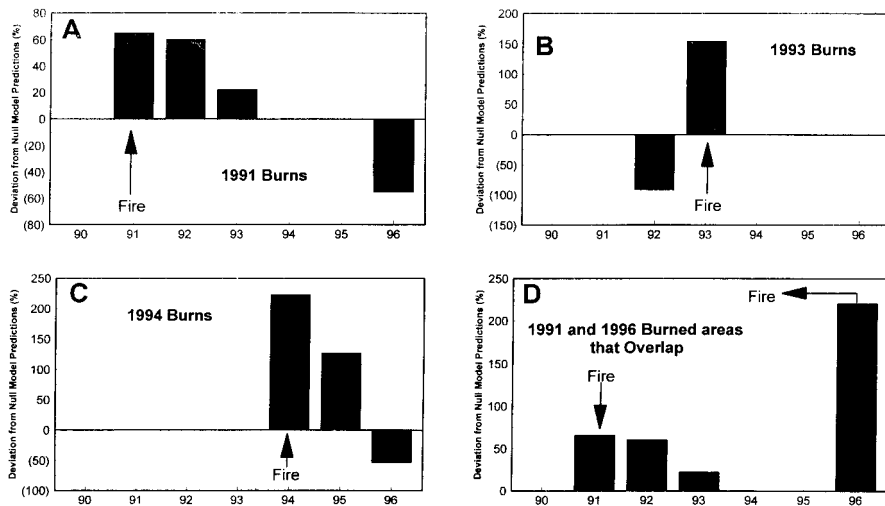 A
Deviation from Null Model Predictions (%)
80
60
40
20
0
(20)
(40)
(60)
(80)
1991 Burns
Fire
90 91 92 93 94 95 96
B
Deviation from Null Model Predictions (%)
200
150
100
50
0
(50)
(100)
(150)
1993 Burns
Fire
90 91 92 93 94 95 96
C
Deviation from Null Model Predictions (%)
250
200
150
100
50
0
(50)
(100)
1994 Burns
Fire
90 91 92 93 94 95 96
D
Deviation from Null Model Predictions (%)
250
200
150
100
50
0
Fire
1991 and 1996 Burned areas
that Overlap
Fire
90 91 92 93 94 95 96